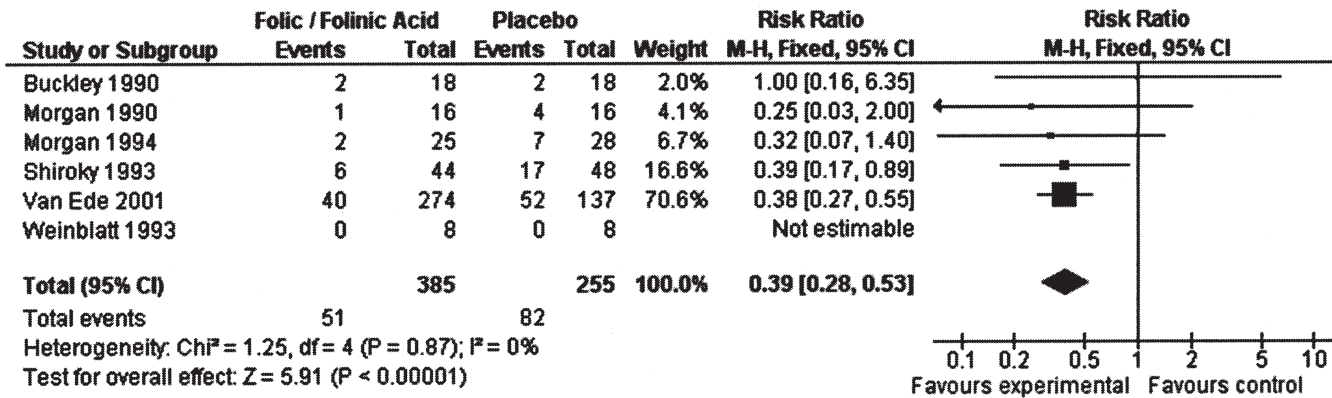 Folic / Folinic Acid Placebo Risk Ratio Risk Ratio
Study or Subgroup Events Total Events Total Weight M-H, Fixed, 95% CI M-H, Fixed, 95% CI
Buckley 1990 2 18 2 18 2.0% 1.00 [0.16, 6.35]
Morgan 1990 1 16 4 16 4.1% 0.25 [0.03, 2.00]
Morgan 1994 2 25 7 28 6.7% 0.32 [0.07, 1.40]
Shiroky 1993 6 44 17 48 16.6% 0.39 [0.17, 0.89]
Van Ede 2001 40 274 52 137 70.6% 0.38 [0.27, 0.55]
Weinblatt 1993 0 8 0 8 Not estimable
Total (95% CI) 385 255 100.0% 0.39 [0.28, 0.53]
Total events 51 82
Heterogeneity: Chi² = 1.25, df = 4 (P = 0.87); I² = 0%
Test for overall effect: Z = 5.91 (P < 0.00001)
0.1 0.2 0.5 1 2 5 10
Favours experimental Favours control